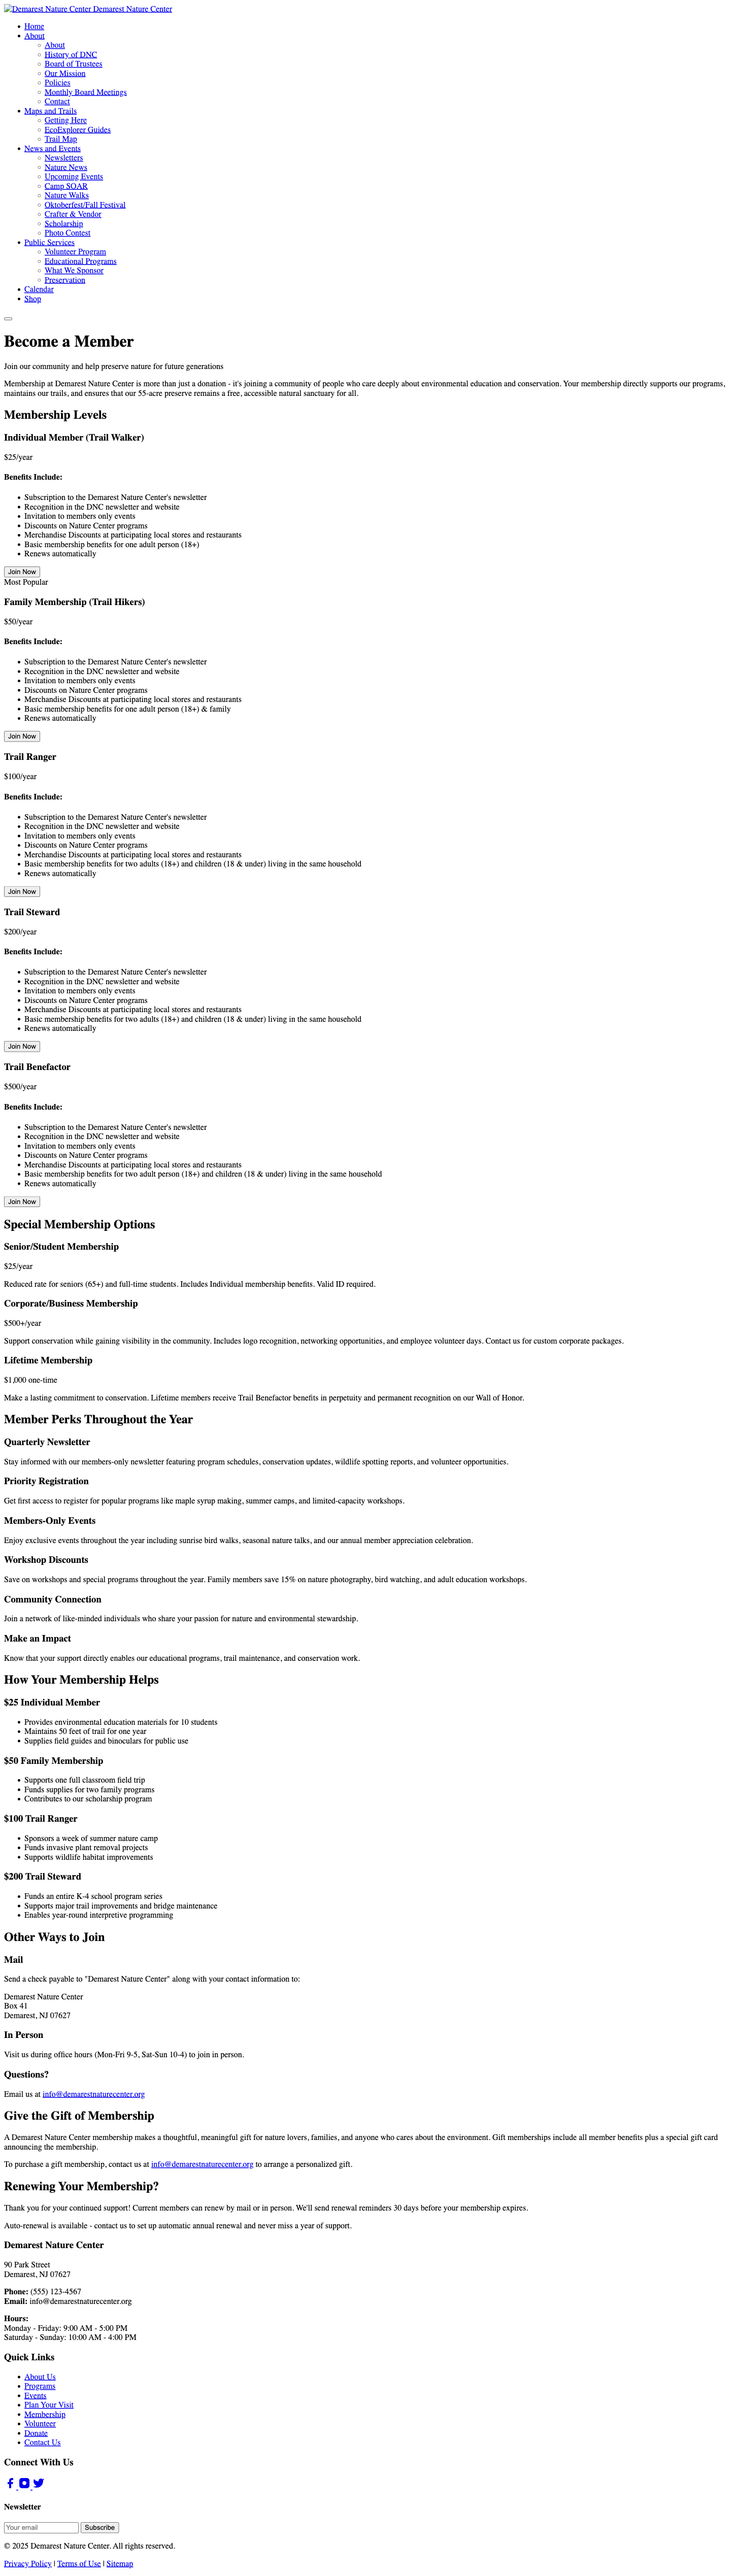 Demarest Nature Center Demarest Nature Center
Home
About
About
History of DNC
Board of Trustees
Our Mission
Policies
Monthly Board Meetings
Contact
Maps and Trails
Getting Here
EcoExplorer Guides
Trail Map
News and Events
Newsletters
Nature News
Upcoming Events
Camp SOAR
Nature Walks
Oktoberfest/Fall Festival
Crafter & Vendor
Scholarship
Photo Contest
Public Services
Volunteer Program
Educational Programs
What We Sponsor
Preservation
Calendar
Shop
Become a Member
Join our community and help preserve nature for future generations
Membership at Demarest Nature Center is more than just a donation - it's joining a community of people who care deeply about environmental education and conservation. Your membership directly supports our programs,
maintains our trails, and ensures that our 55-acre preserve remains a free, accessible natural sanctuary for all.
Membership Levels
Individual Member (Trail Walker)
$25/year
Benefits Include:
Subscription to the Demarest Nature Center's newsletter
Recognition in the DNC newsletter and website
Invitation to members only events
Discounts on Nature Center programs
Merchandise Discounts at participating local stores and restaurants
Basic membership benefits for one adult person (18+)
Renews automatically
Join Now
Most Popular
Family Membership (Trail Hikers)
$50/year
Benefits Include:
Subscription to the Demarest Nature Center's newsletter
Recognition in the DNC newsletter and website
Invitation to members only events
Discounts on Nature Center programs
Merchandise Discounts at participating local stores and restaurants
Basic membership benefits for one adult person (18+) & family
Renews automatically
Join Now
Trail Ranger
$100/year
Benefits Include:
Subscription to the Demarest Nature Center's newsletter
Recognition in the DNC newsletter and website
Invitation to members only events
Discounts on Nature Center programs
Merchandise Discounts at participating local stores and restaurants
Basic membership benefits for two adults (18+) and children (18 & under) living in the same household
Renews automatically
Join Now
Trail Steward
$200/year
Benefits Include:
Subscription to the Demarest Nature Center's newsletter
Recognition in the DNC newsletter and website
Invitation to members only events
Discounts on Nature Center programs
Merchandise Discounts at participating local stores and restaurants
Basic membership benefits for two adults (18+) and children (18 & under) living in the same household
Renews automatically
Join Now
Trail Benefactor
$500/year
Benefits Include:
Subscription to the Demarest Nature Center's newsletter
Recognition in the DNC newsletter and website
Invitation to members only events
Discounts on Nature Center programs
Merchandise Discounts at participating local stores and restaurants
Basic membership benefits for two adult person (18+) and children (18 & under) living in the same household
Renews automatically
Join Now
Special Membership Options
Senior/Student Membership
$25/year
Reduced rate for seniors (65+) and full-time students. Includes Individual membership benefits. Valid ID required.
Corporate/Business Membership
$500+/year
Support conservation while gaining visibility in the community. Includes logo recognition, networking opportunities, and employee volunteer days. Contact us for custom corporate packages.
Lifetime Membership
$1,000 one-time
Make a lasting commitment to conservation. Lifetime members receive Trail Benefactor benefits in perpetuity and permanent recognition on our Wall of Honor.
Member Perks Throughout the Year
Quarterly Newsletter
Stay informed with our members-only newsletter featuring program schedules, conservation updates, wildlife spotting reports, and volunteer opportunities.
Priority Registration
Get first access to register for popular programs like maple syrup making, summer camps, and limited-capacity workshops.
Members-Only Events
Enjoy exclusive events throughout the year including sunrise bird walks, seasonal nature talks, and our annual member appreciation celebration.
Workshop Discounts
Save on workshops and special programs throughout the year. Family members save 15% on nature photography, bird watching, and adult education workshops.
Community Connection
Join a network of like-minded individuals who share your passion for nature and environmental stewardship.
Make an Impact
Know that your support directly enables our educational programs, trail maintenance, and conservation work.
How Your Membership Helps
$25 Individual Member
Provides environmental education materials for 10 students
Maintains 50 feet of trail for one year
Supplies field guides and binoculars for public use
$50 Family Membership
Supports one full classroom field trip
Funds supplies for two family programs
Contributes to our scholarship program
$100 Trail Ranger
Sponsors a week of summer nature camp
Funds invasive plant removal projects
Supports wildlife habitat improvements
$200 Trail Steward
Funds an entire K-4 school program series
Supports major trail improvements and bridge maintenance
Enables year-round interpretive programming
Other Ways to Join
Mail
Send a check payable to "Demarest Nature Center" along with your contact information to:
Demarest Nature Center
Box 41
Demarest, NJ 07627
In Person
Visit us during office hours (Mon-Fri 9-5, Sat-Sun 10-4) to join in person.
Questions?
Email us at info@demarestnaturecenter.org
Give the Gift of Membership
A Demarest Nature Center membership makes a thoughtful, meaningful gift for nature lovers, families, and anyone who cares about the environment. Gift memberships include all member benefits plus a special gift card
announcing the membership.
To purchase a gift membership, contact us at info@demarestnaturecenter.org to arrange a personalized gift.
Renewing Your Membership?
Thank you for your continued support! Current members can renew by mail or in person. We'll send renewal reminders 30 days before your membership expires.
Auto-renewal is available - contact us to set up automatic annual renewal and never miss a year of support.
Demarest Nature Center
90 Park Street
Demarest, NJ 07627
Phone: (555) 123-4567
Email: info@demarestnaturecenter.org
Hours:
Monday - Friday: 9:00 AM - 5:00 PM
Saturday - Sunday: 10:00 AM - 4:00 PM
Quick Links
About Us
Programs
Events
Plan Your Visit
Membership
Volunteer
Donate
Contact Us
Connect With Us
Newsletter
Your email Subscribe
© 2025 Demarest Nature Center. All rights reserved.
Privacy Policy | Terms of Use | Sitemap